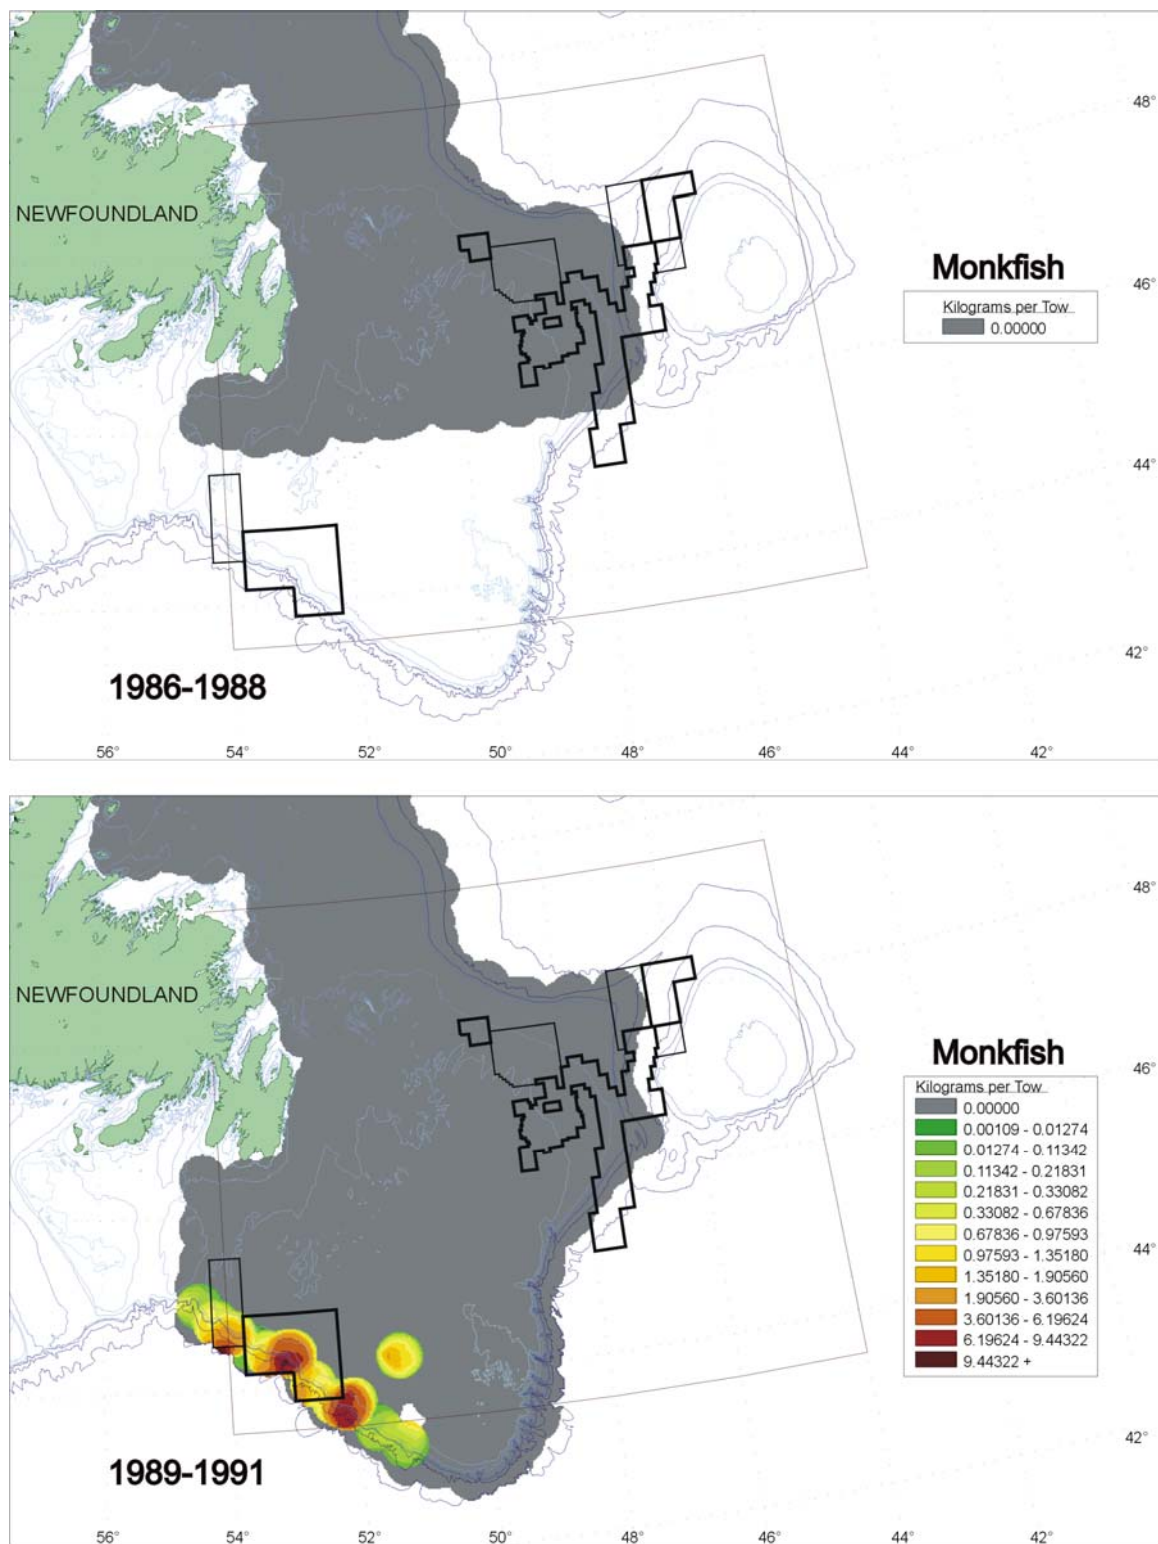 48°
NEWFOUNDLAND
46°
Monkfish
Kilograms per Tow
0.00000
44°
42°
1986-1988
56° 54° 52° 50° 48° 46° 44° 42°
48°
NEWFOUNDLAND
46°
Monkfish
Kilograms per Tow
0.00000
0.00109 - 0.01274
0.01274 - 0.11342
0.11342 - 0.21831
0.21831 - 0.33082
0.33082 - 0.67836
0.67836 - 0.97593
0.97593 - 1.35180
1.35180 - 1.90560
1.90560 - 3.60136
3.60136 - 6.19624
6.19624 - 9.44322
9.44322 +
44°
42°
1989-1991
56° 54° 52° 50° 48° 46° 44° 42°